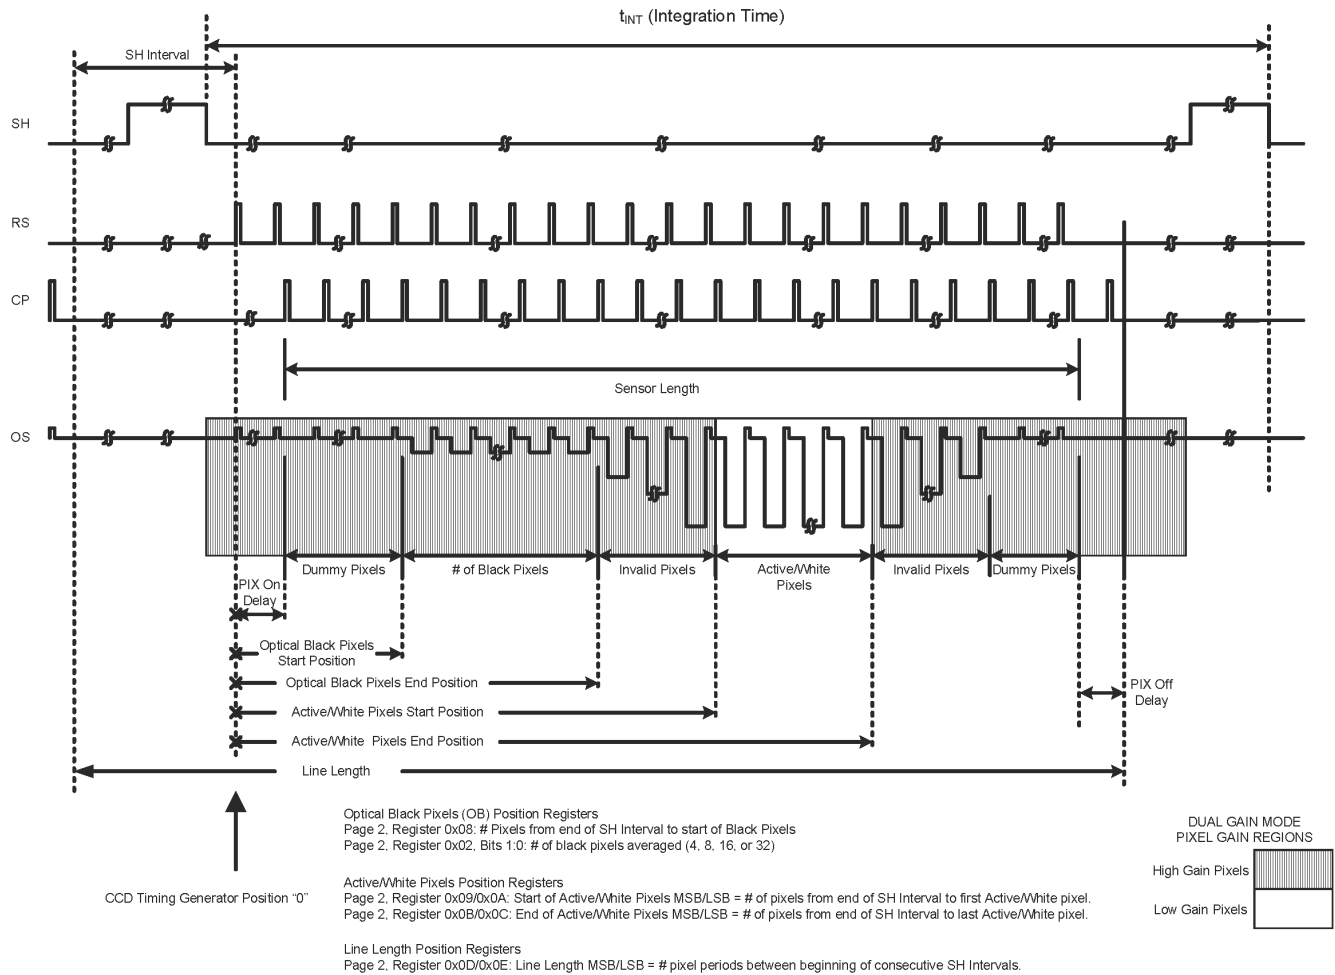 tINT (Integration Time)
SH Interval
SH
RS
CP
Sensor Length
OS
Dummy Pixels
# of Black Pixels
Invalid Pixels
Active/White
Pixels
Invalid Pixels
Dummy Pixels
PIX On
Delay
Optical Black Pixels
Start Position
Optical Black Pixels End Position
PIX Off
Delay
Active/White Pixels Start Position
Active/White Pixels End Position
Line Length
Optical Black Pixels (OB) Position Registers
Page 2, Register 0x08: # Pixels from end of SH Interval to start of Black Pixels
Page 2, Register 0x02, Bits 1:0: # of black pixels averaged (4, 8, 16, or 32)
DUAL GAIN MODE
PIXEL GAIN REGIONS
High Gain Pixels
Low Gain Pixels
CCD Timing Generator Position “0”
Active/White Pixels Position Registers
Page 2, Register 0x09/0x0A: Start of Active/White Pixels MSB/LSB = # of pixels from end of SH Interval to first Active/White pixel.
Page 2, Register 0x0B/0x0C: End of Active/White Pixels MSB/LSB = # of pixels from end of SH Interval to last Active/White pixel.
Line Length Position Registers
Page 2, Register 0x0D/0x0E: Line Length MSB/LSB = # pixel periods between beginning of consecutive SH Intervals.